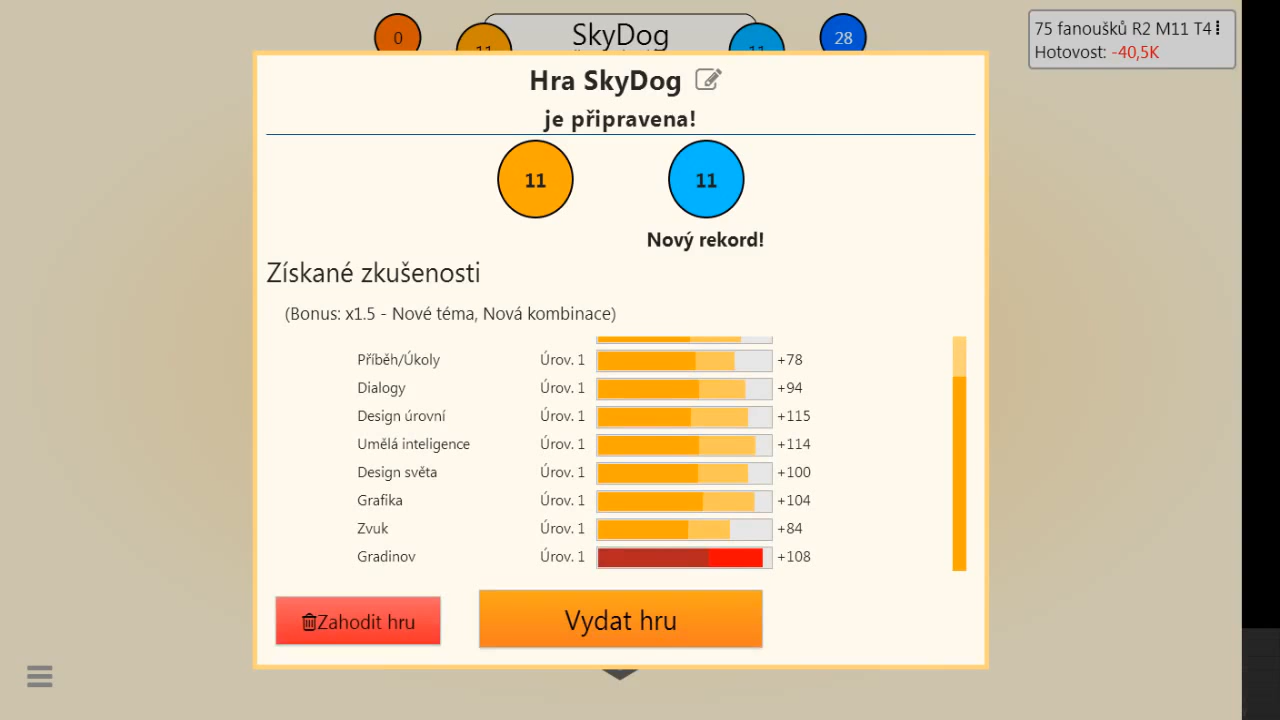 0
11
SkyDog
11
28
75 fanoušků R2 M11 T4
Hotovost: -40,5K
Hra SkyDog
je připravena!
11
11
Nový rekord!
Získané zkušenosti
(Bonus: x1.5 - Nové téma, Nová kombinace)
Příběh/Úkoly Úrov. 1 +78
Dialogy Úrov. 1 +94
Design úrovní Úrov. 1 +115
Umělá inteligence Úrov. 1 +114
Design světa Úrov. 1 +100
Grafika Úrov. 1 +104
Zvuk Úrov. 1 +84
Gradinov Úrov. 1 +108
Zahodit hru
Vydat hru